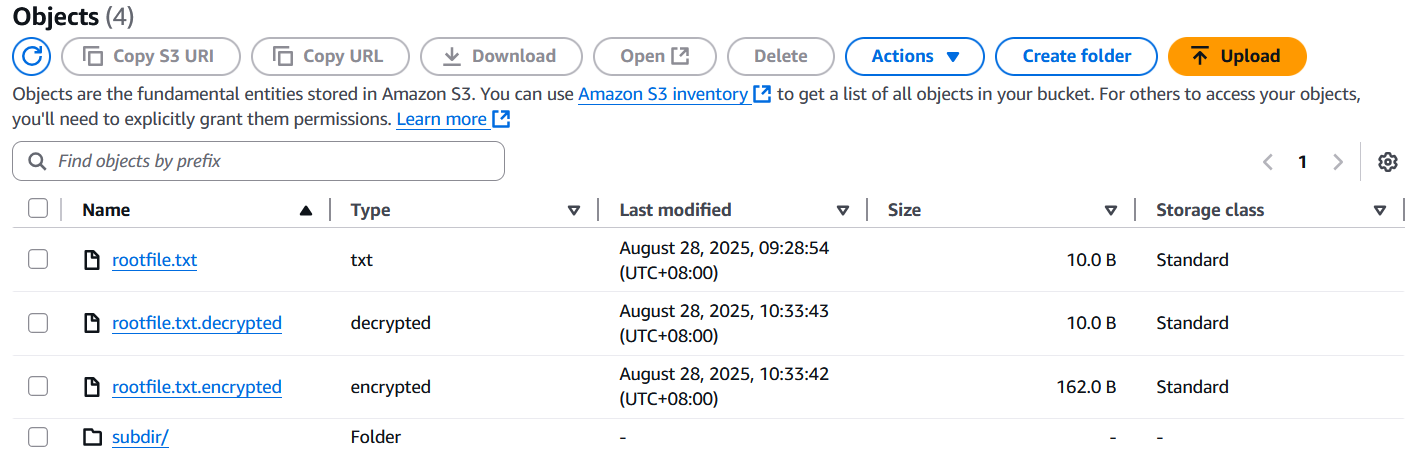 Objects (4)
Copy S3 URI Copy URL Download Open Delete Actions Create folder Upload
Objects are the fundamental entities stored in Amazon S3. You can use Amazon S3 inventory to get a list of all objects in your bucket. For others to access your objects,
you'll need to explicitly grant them permissions. Learn more
Find objects by prefix 1
Name Type Last modified Size Storage class
rootfile.txt txt August 28, 2025, 09:28:54 (UTC+08:00) 10.0 B Standard
rootfile.txt.decrypted decrypted August 28, 2025, 10:33:43 (UTC+08:00) 10.0 B Standard
rootfile.txt.encrypted encrypted August 28, 2025, 10:33:42 (UTC+08:00) 162.0 B Standard
subdir/ Folder - - -